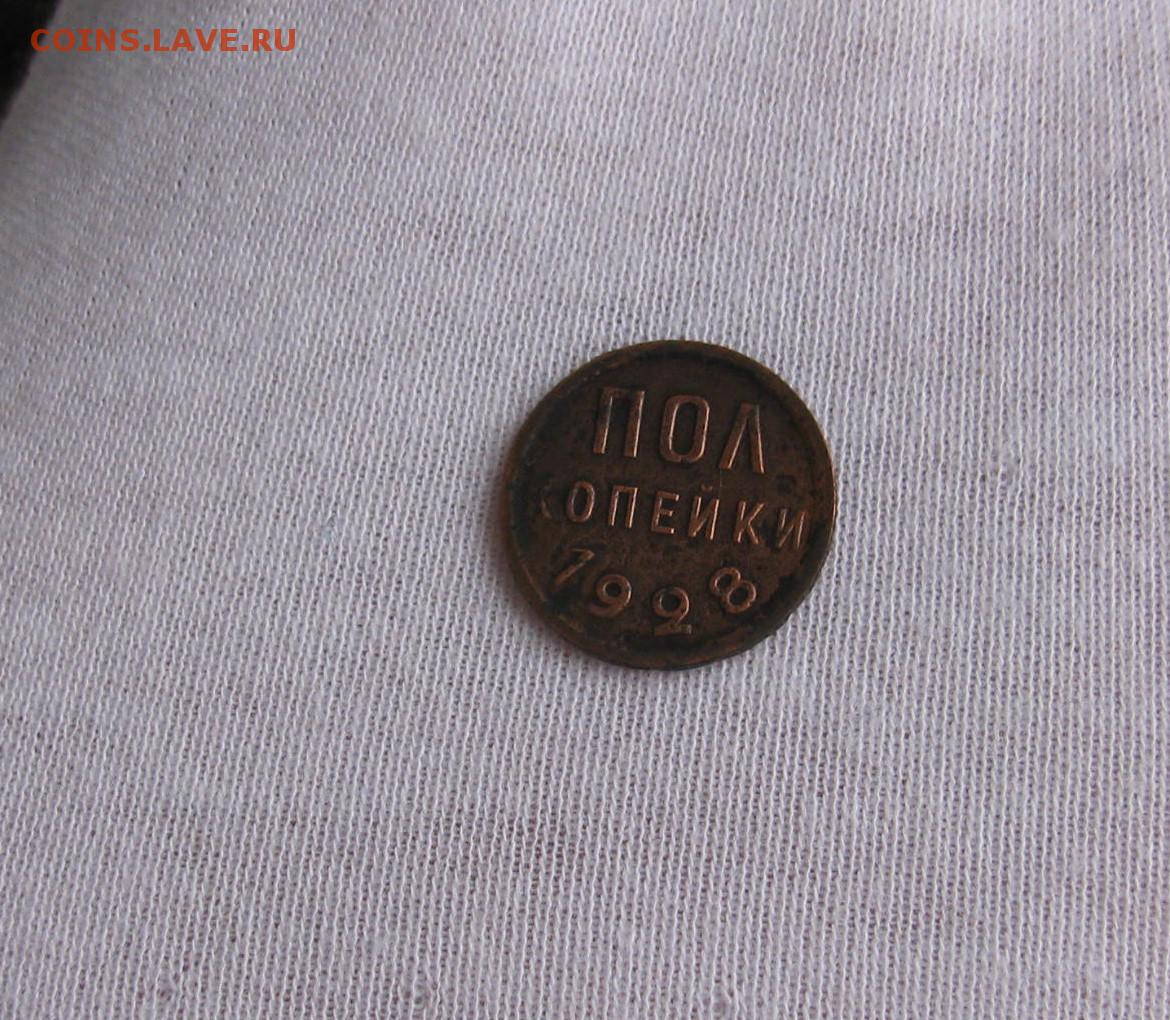 COINS.LAVE.RU
ПОЛ
КОПЕЙКИ
1928